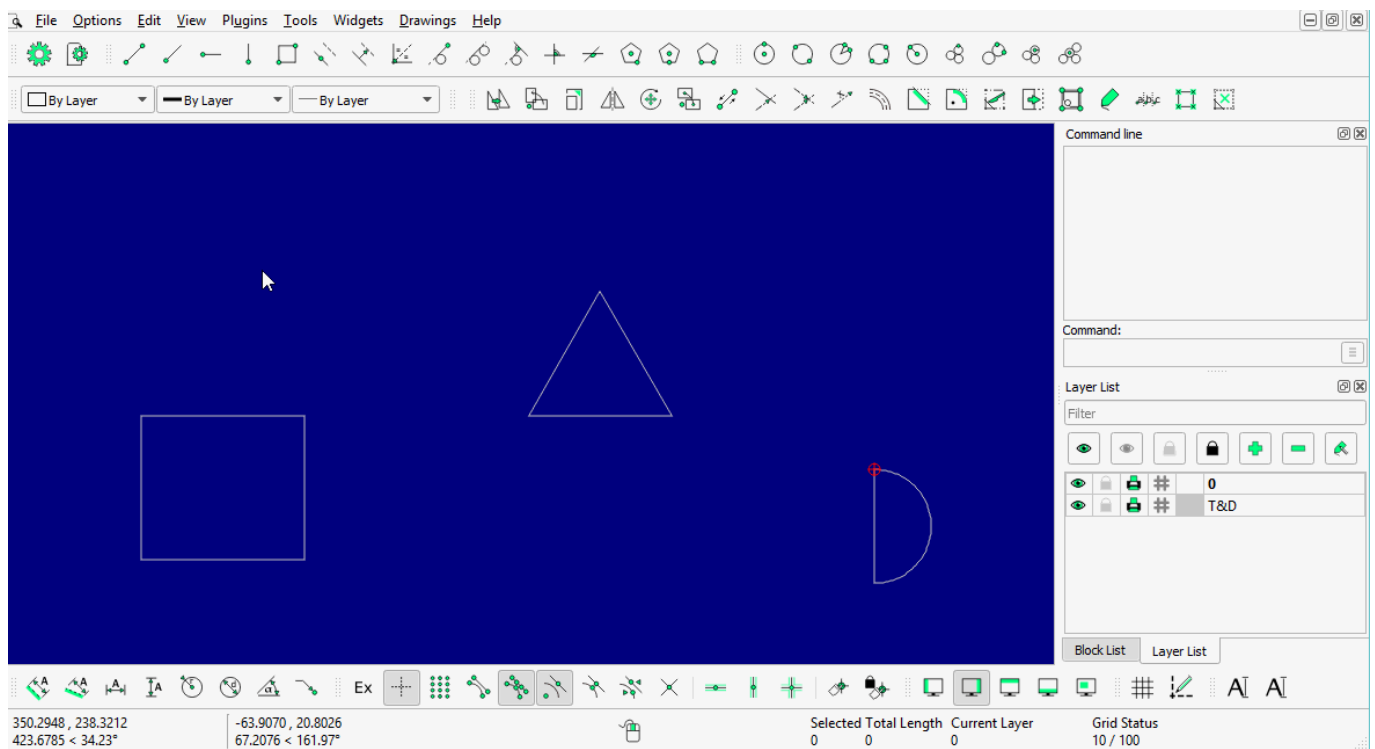 File Options Edit View Plugins Tools Widgets Drawings Help
By Layer By Layer By Layer
Command line
Command:
Layer List
Filter
0
T&D
Block List Layer List
Ex
350.2948 , 238.3212
423.6785 < 34.23°
-63.9070 , 20.8026
67.2076 < 161.97°
Selected Total Length Current Layer
0 0 0
Grid Status
10 / 100